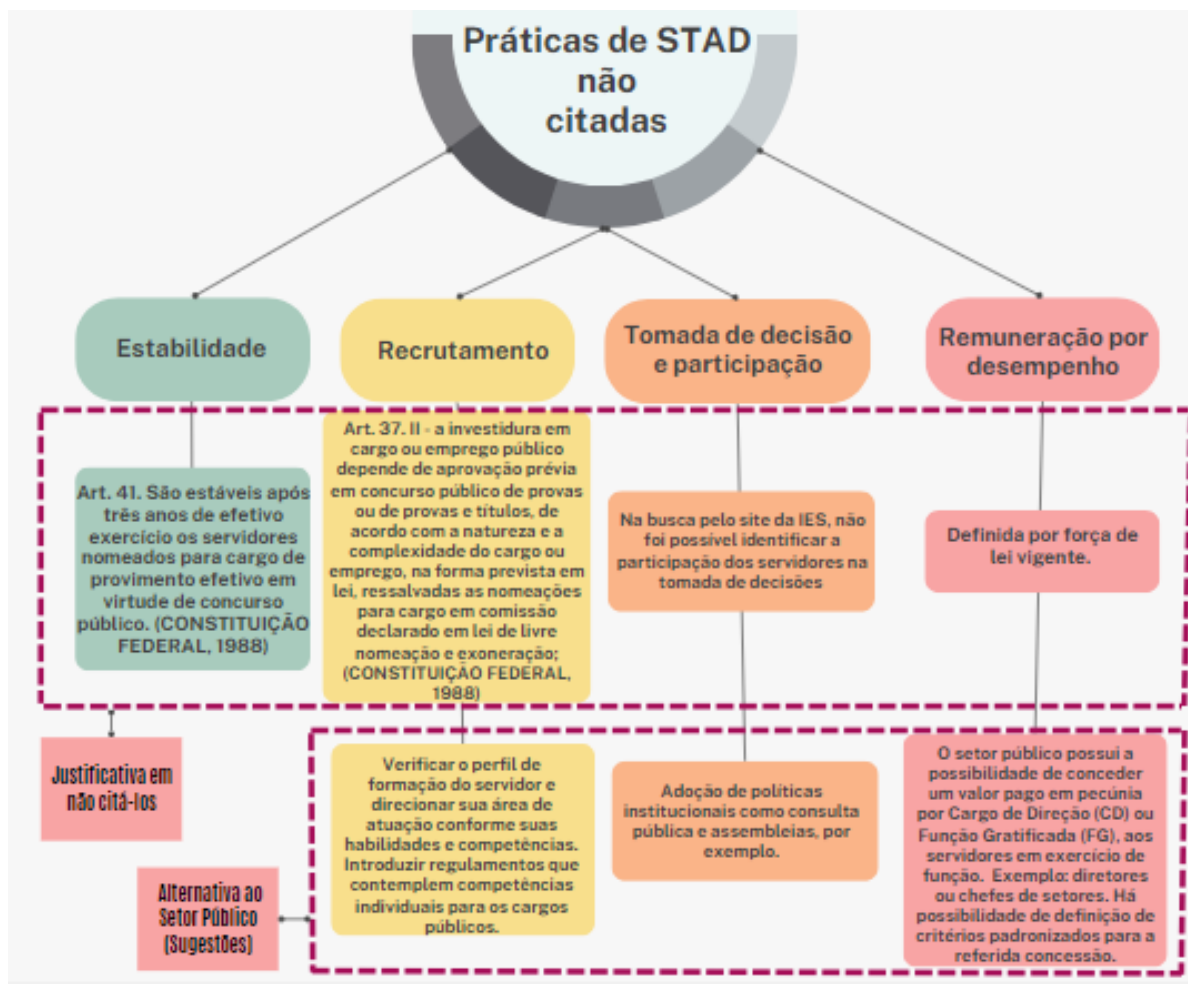 Práticas de STAD
não
citadas
Estabilidade
Recrutamento
Tomada de decisão
e participação
Remuneração por
desempenho
Art. 41. São estáveis após
três anos de efetivo
exercício os servidores
nomeados para cargo de
provimento efetivo em
virtude de concurso
público. (CONSTITUIÇÃO
FEDERAL, 1988)
Art. 37. II - a investidura em
cargo ou emprego público
depende de aprovação prévia
em concurso público de provas
ou de provas e títulos, de
acordo com a natureza e a
complexidade do cargo ou
emprego, na forma prevista em
lei, ressalvadas as nomeações
para cargo em comissão
declarado em lei de livre
nomeação e exoneração;
(CONSTITUIÇÃO FEDERAL,
1988)
Na busca pelo site da IES, não
foi possível identificar a
participação dos servidores na
tomada de decisões
Definida por força de
lei vigente.
Justificativa em
não citá-los
Verificar o perfil de
formação do servidor e
direcionar sua área de
atuação conforme suas
habilidades e competências.
Introduzir regulamentos que
contemplem competências
individuais para os cargos
públicos.
Adoção de políticas
institucionais como consulta
pública e assembleias, por
exemplo.
O setor público possui a
possibilidade de conceder
um valor pago em pecúnia
por Cargo de Direção (CD) ou
Função Gratificada (FG), aos
servidores em exercício de
função. Exemplo: diretores
ou chefes de setores. Há
possibilidade de definição de
critérios padronizados para a
referida concessão.
Alternativa ao
Setor Público
(Sugestões)